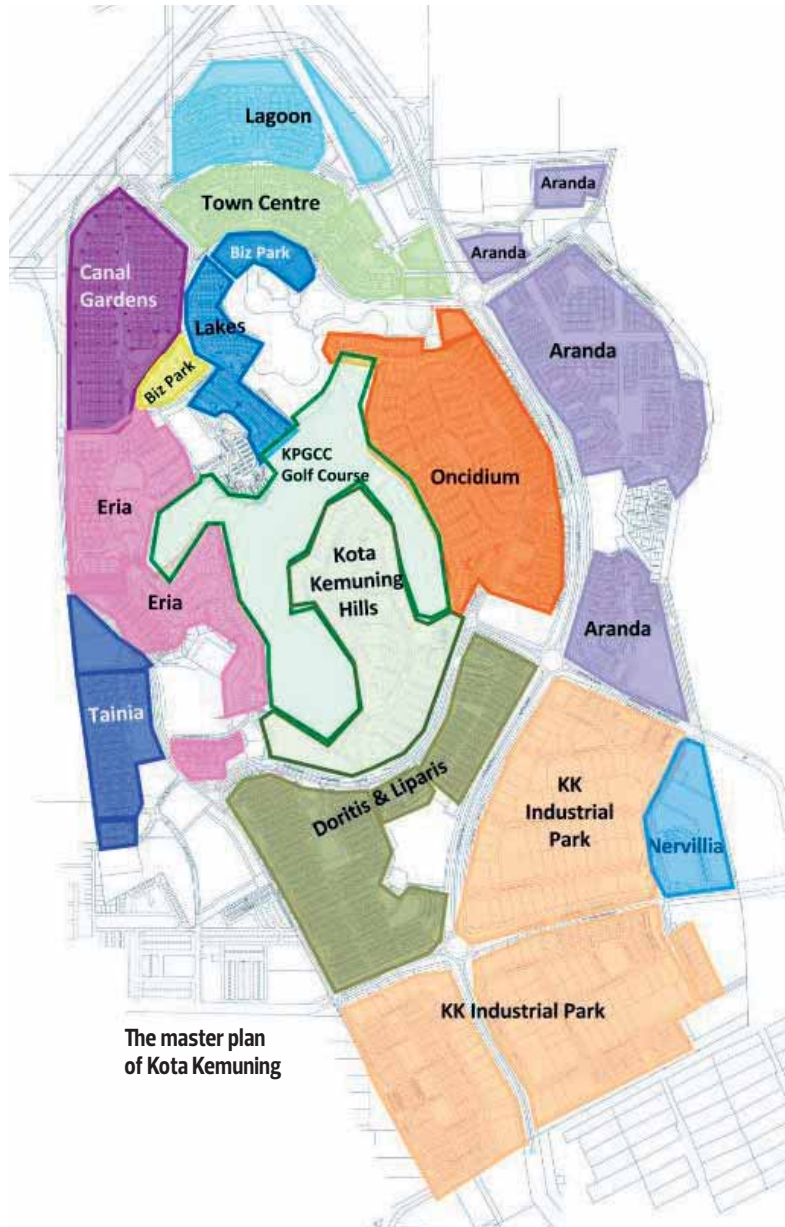 Lagoon
Town Centre
Aranda
Aranda
Biz Park
Canal
Gardens
Lakes
Aranda
Biz Park
KPGCC
Golf Course
Oncidium
Eria
Kota
Kemuning
Hills
Eria
Aranda
Tainia
Doritis & Liparis
KK
Industrial
Park
Nervillia
KK Industrial Park
The master plan
of Kota Kemuning